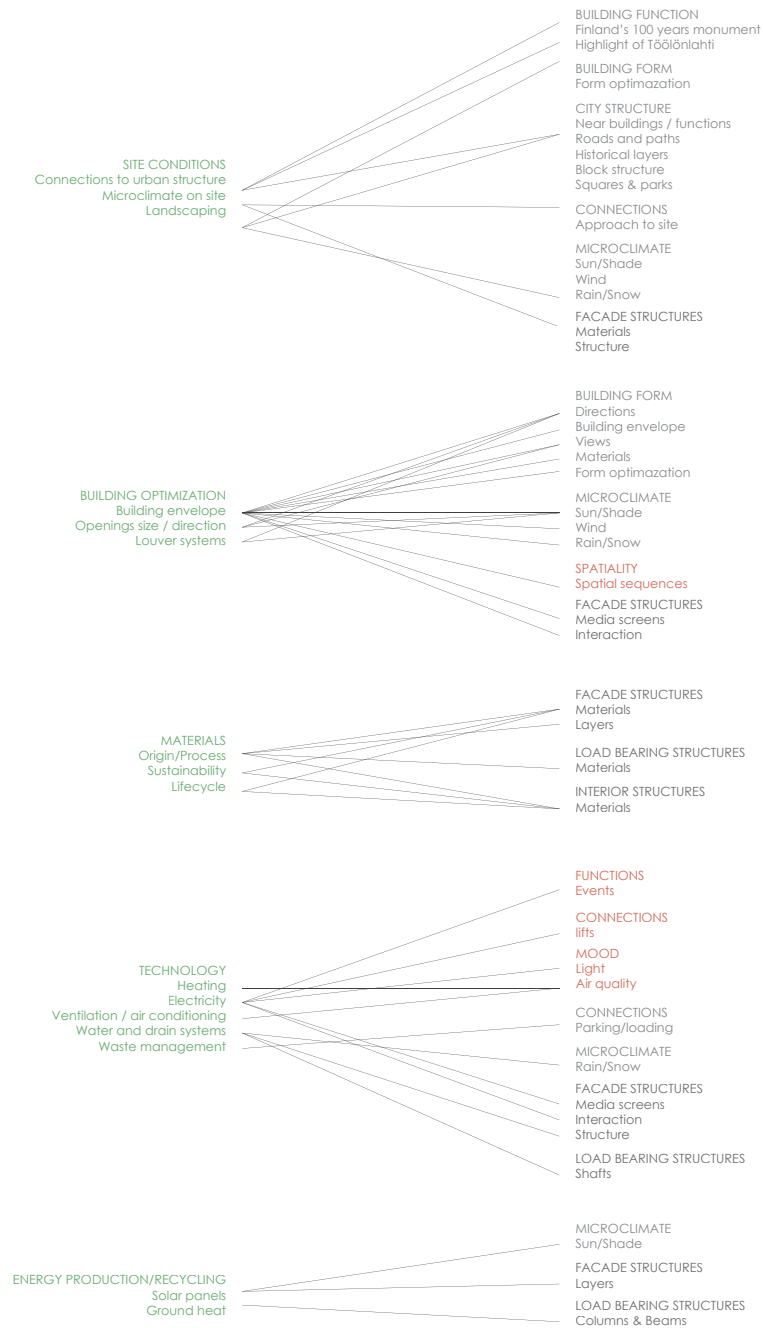 SITE CONDITIONS
Connections to urban structure
Microclimate on site
Landscaping
BUILDING FUNCTION
Finland's 100 years monument
Highlight of Töölönlahti
BUILDING FORM
Form optimazation
CITY STRUCTURE
Near buildings / functions
Roads and paths
Historical layers
Block structure
Squares & parks
CONNECTIONS
Approach to site
MICROCLIMATE
Sun/Shade
Wind
Rain/Snow
FACADE STRUCTURES
Materials
Structure
BUILDING OPTIMIZATION
Building envelope
Openings size / direction
Louver systems
BUILDING FORM
Directions
Building envelope
Views
Materials
Form optimazation
MICROCLIMATE
Sun/Shade
Wind
Rain/Snow
SPATIALITY
Spatial sequences
FACADE STRUCTURES
Media screens
Interaction
MATERIALS
Origin/Process
Sustainability
Lifecycle
FACADE STRUCTURES
Materials
Layers
LOAD BEARING STRUCTURES
Materials
INTERIOR STRUCTURES
Materials
TECHNOLOGY
Heating
Electricity
Ventilation / air conditioning
Water and drain systems
Waste management
FUNCTIONS
Events
CONNECTIONS
lifts
MOOD
Light
Air quality
CONNECTIONS
Parking/loading
MICROCLIMATE
Rain/Snow
FACADE STRUCTURES
Media screens
Interaction
Structure
LOAD BEARING STRUCTURES
Shafts
ENERGY PRODUCTION/RECYCLING
Solar panels
Ground heat
MICROCLIMATE
Sun/Shade
FACADE STRUCTURES
Layers
LOAD BEARING STRUCTURES
Columns & Beams